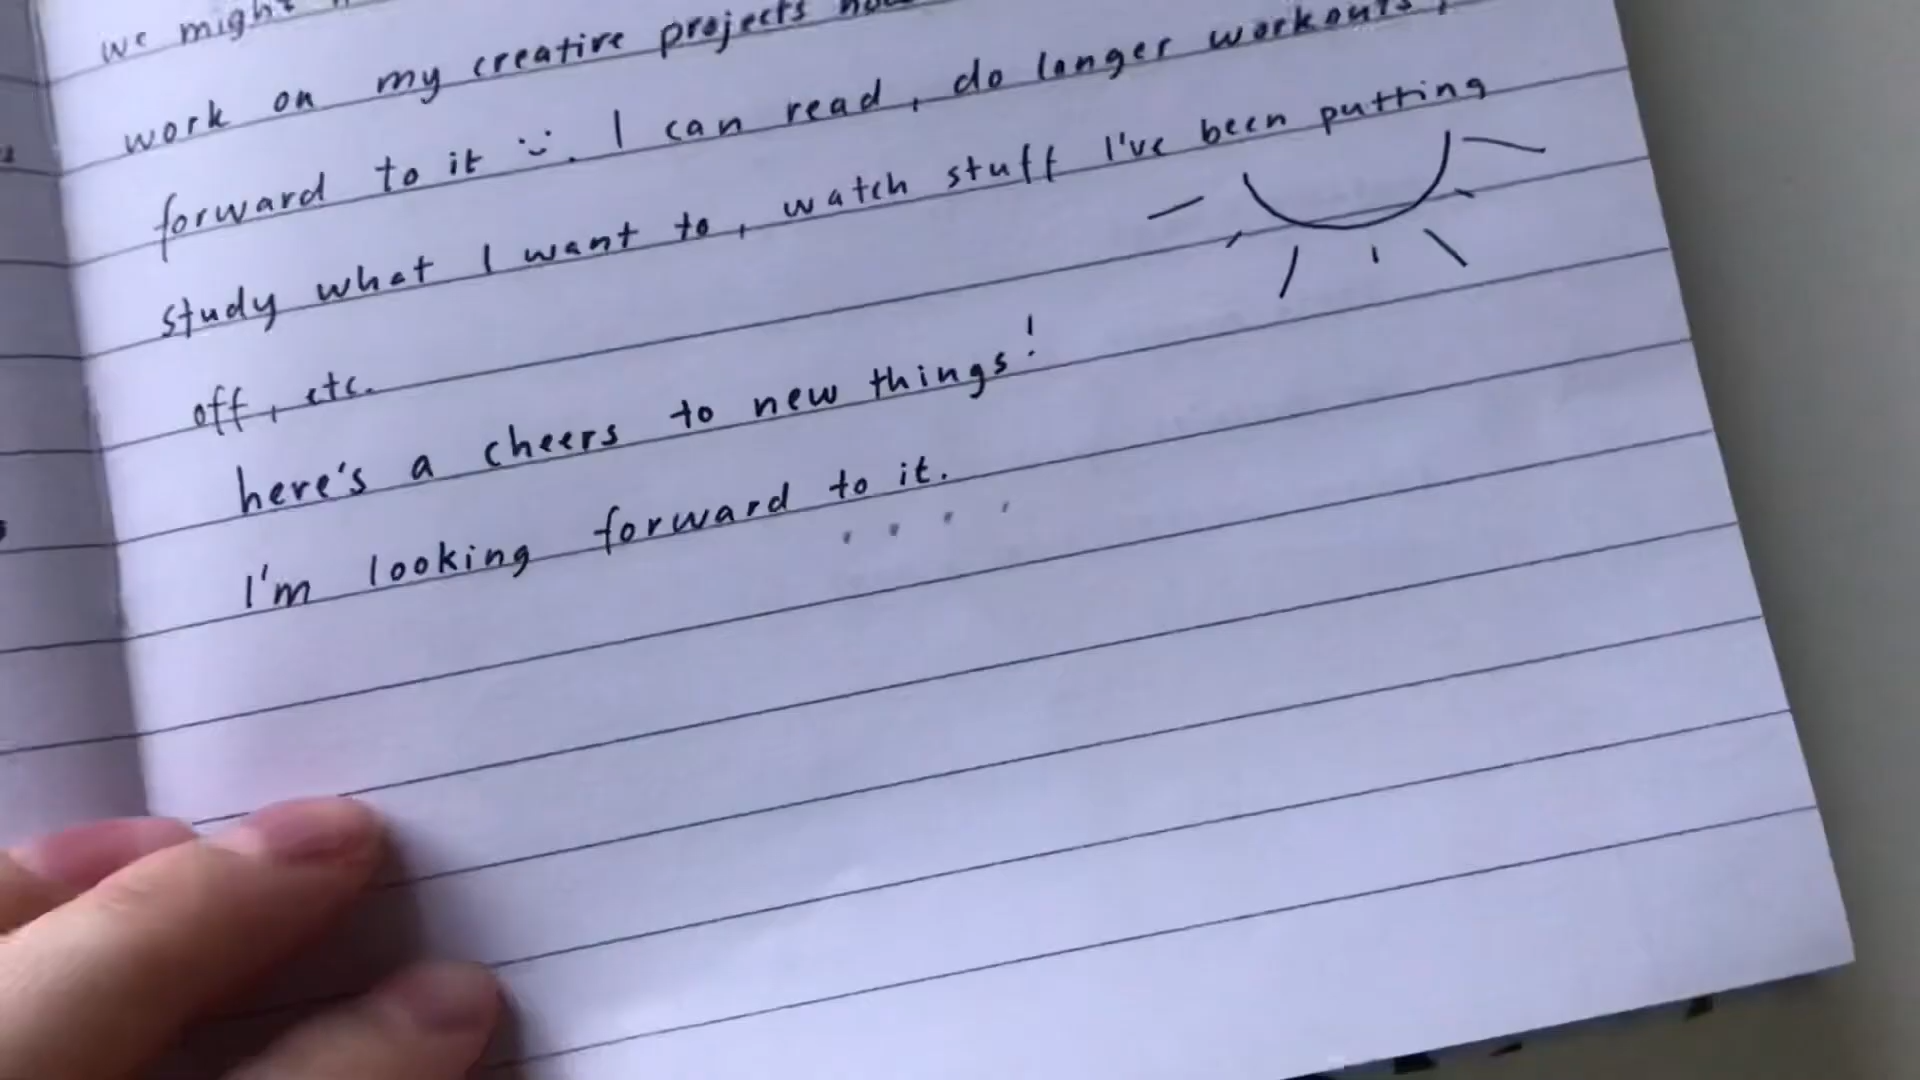 we might
work on my creative projects
forward to it :). I can read, do longer workouts,
study what I want to, watch stuff I've been putting
off, etc.
here's a cheers to new things!
I'm looking forward to it.